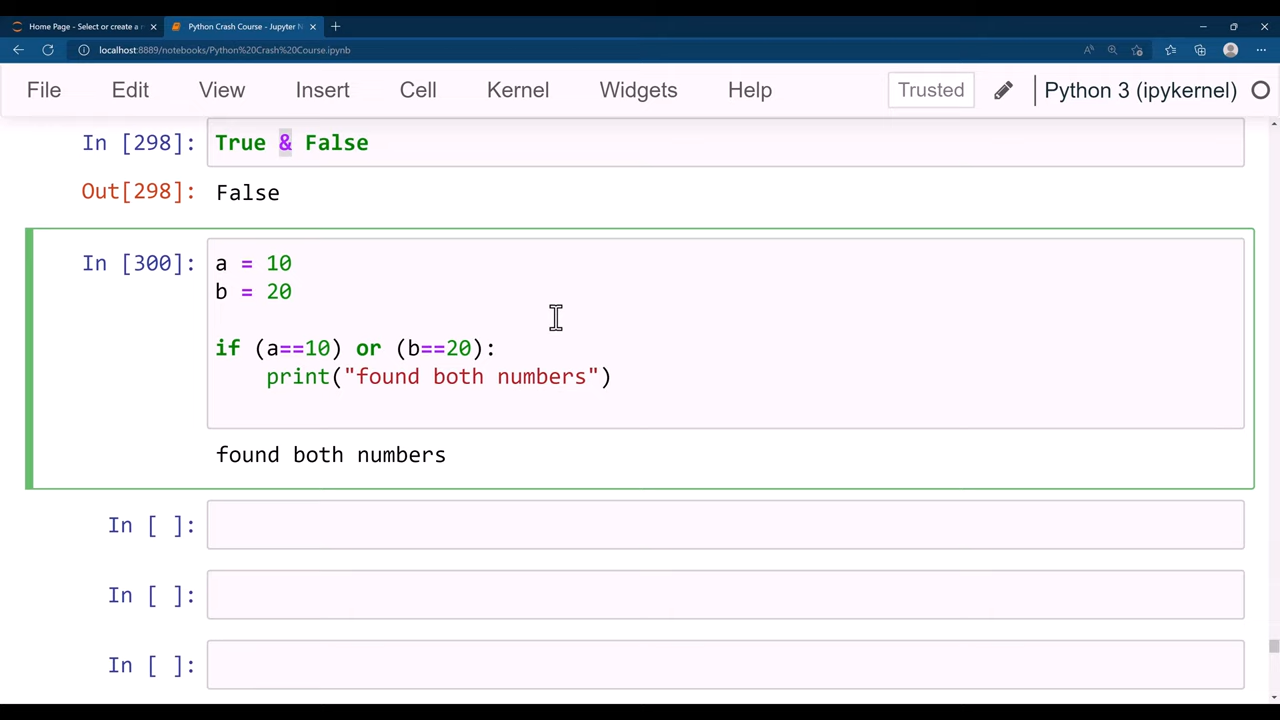 Home Page - Select or create a n
Python Crash Course - Jupyter N
localhost:8889/notebooks/Python%20Crash%20Course.ipynb
File Edit View Insert Cell Kernel Widgets Help Trusted Python 3 (ipykernel)
In [298]: True & False
Out[298]: False
In [300]: a = 10
b = 20
if (a==10) or (b==20):
    print("found both numbers")
found both numbers
In [ ]:
In [ ]:
In [ ]: